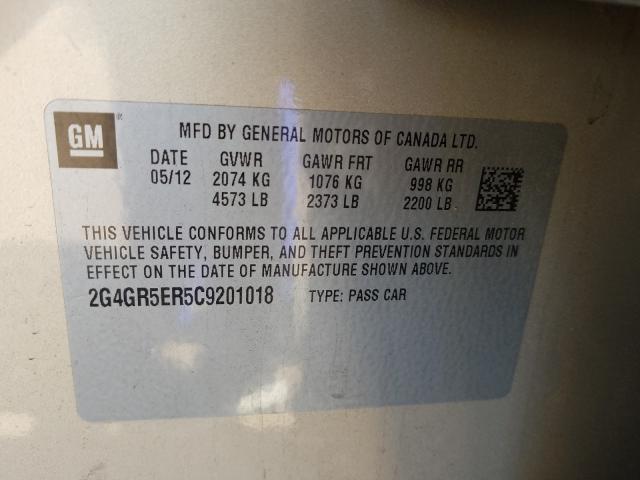 GM
MFD BY GENERAL MOTORS OF CANADA LTD.
DATE GVWR GAWR FRT GAWR RR
05/12 2074 KG 1076 KG 998 KG
4573 LB 2373 LB 2200 LB
THIS VEHICLE CONFORMS TO ALL APPLICABLE U.S. FEDERAL MOTOR
VEHICLE SAFETY, BUMPER, AND THEFT PREVENTION STANDARDS IN
EFFECT ON THE DATE OF MANUFACTURE SHOWN ABOVE.
2G4GR5ER5C9201018 TYPE: PASS CAR